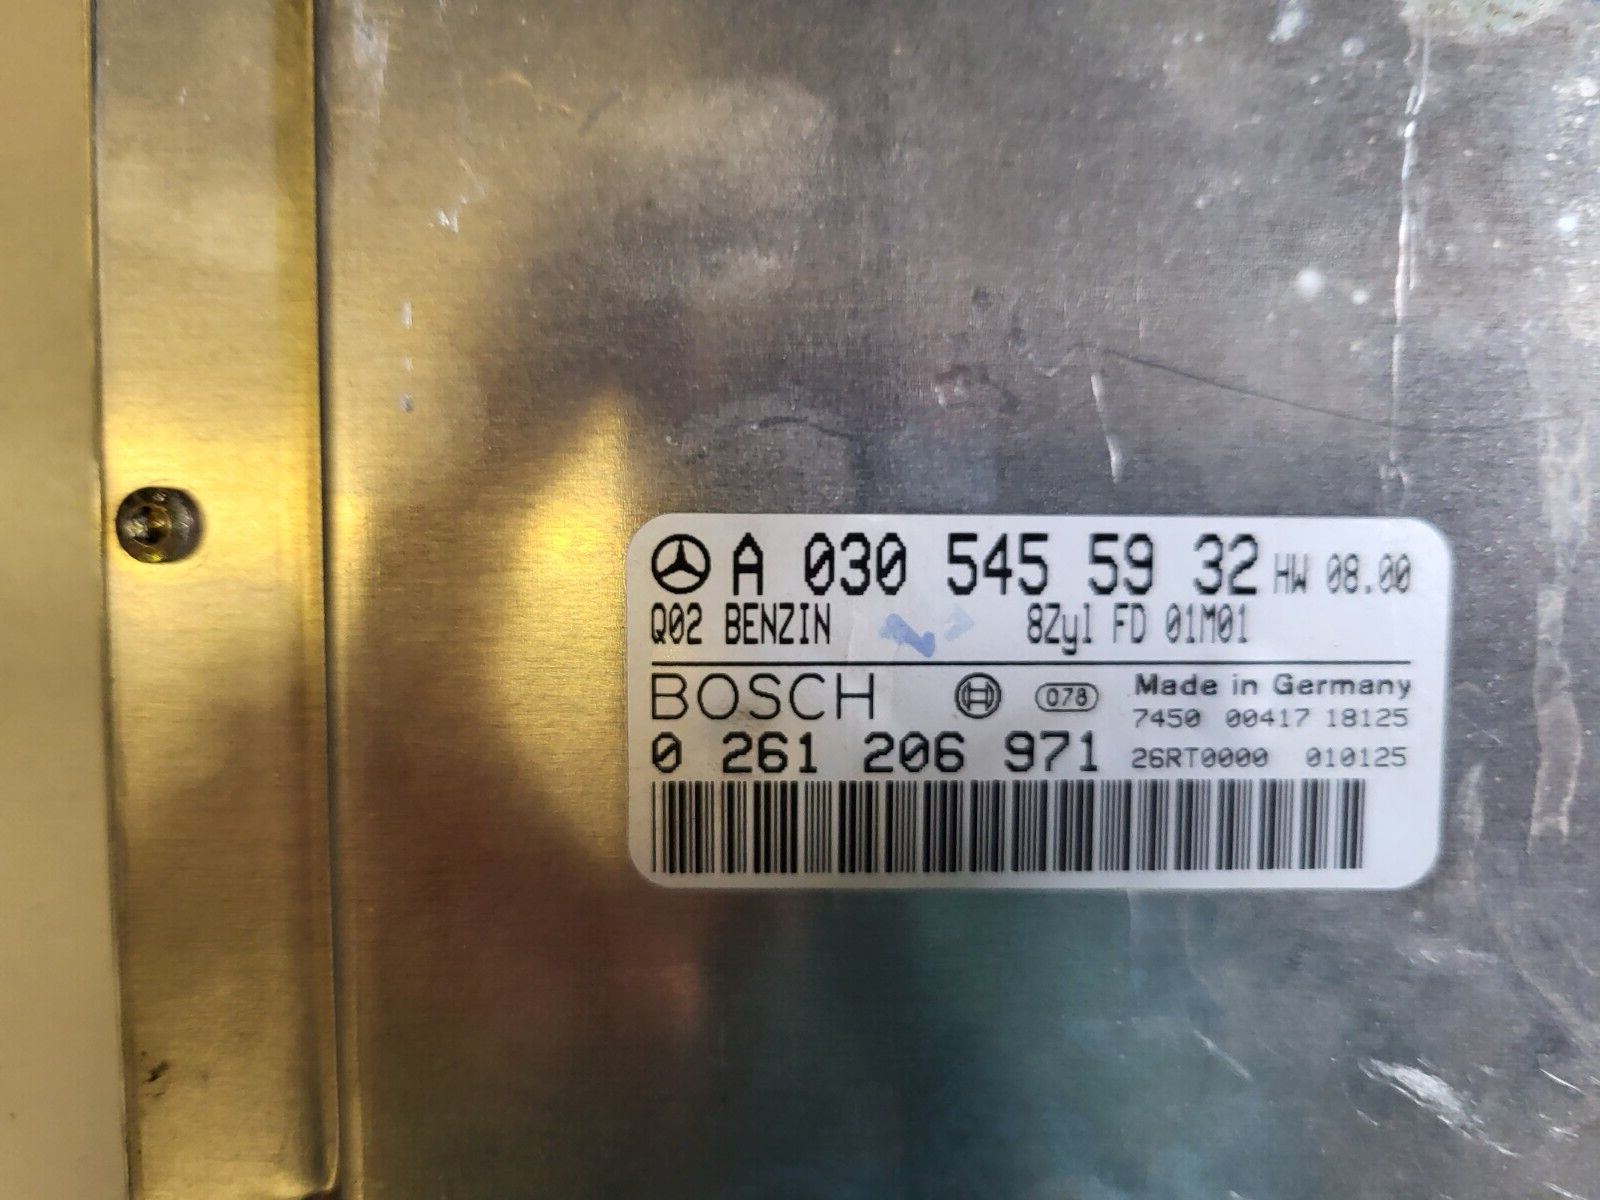 A 030 545 59 32 HW 08.00
Q02 BENZIN 8Zyl FD 01M01
BOSCH 078 Made in Germany
7450 00417 18125
0 261 206 971 26RT0000 010125